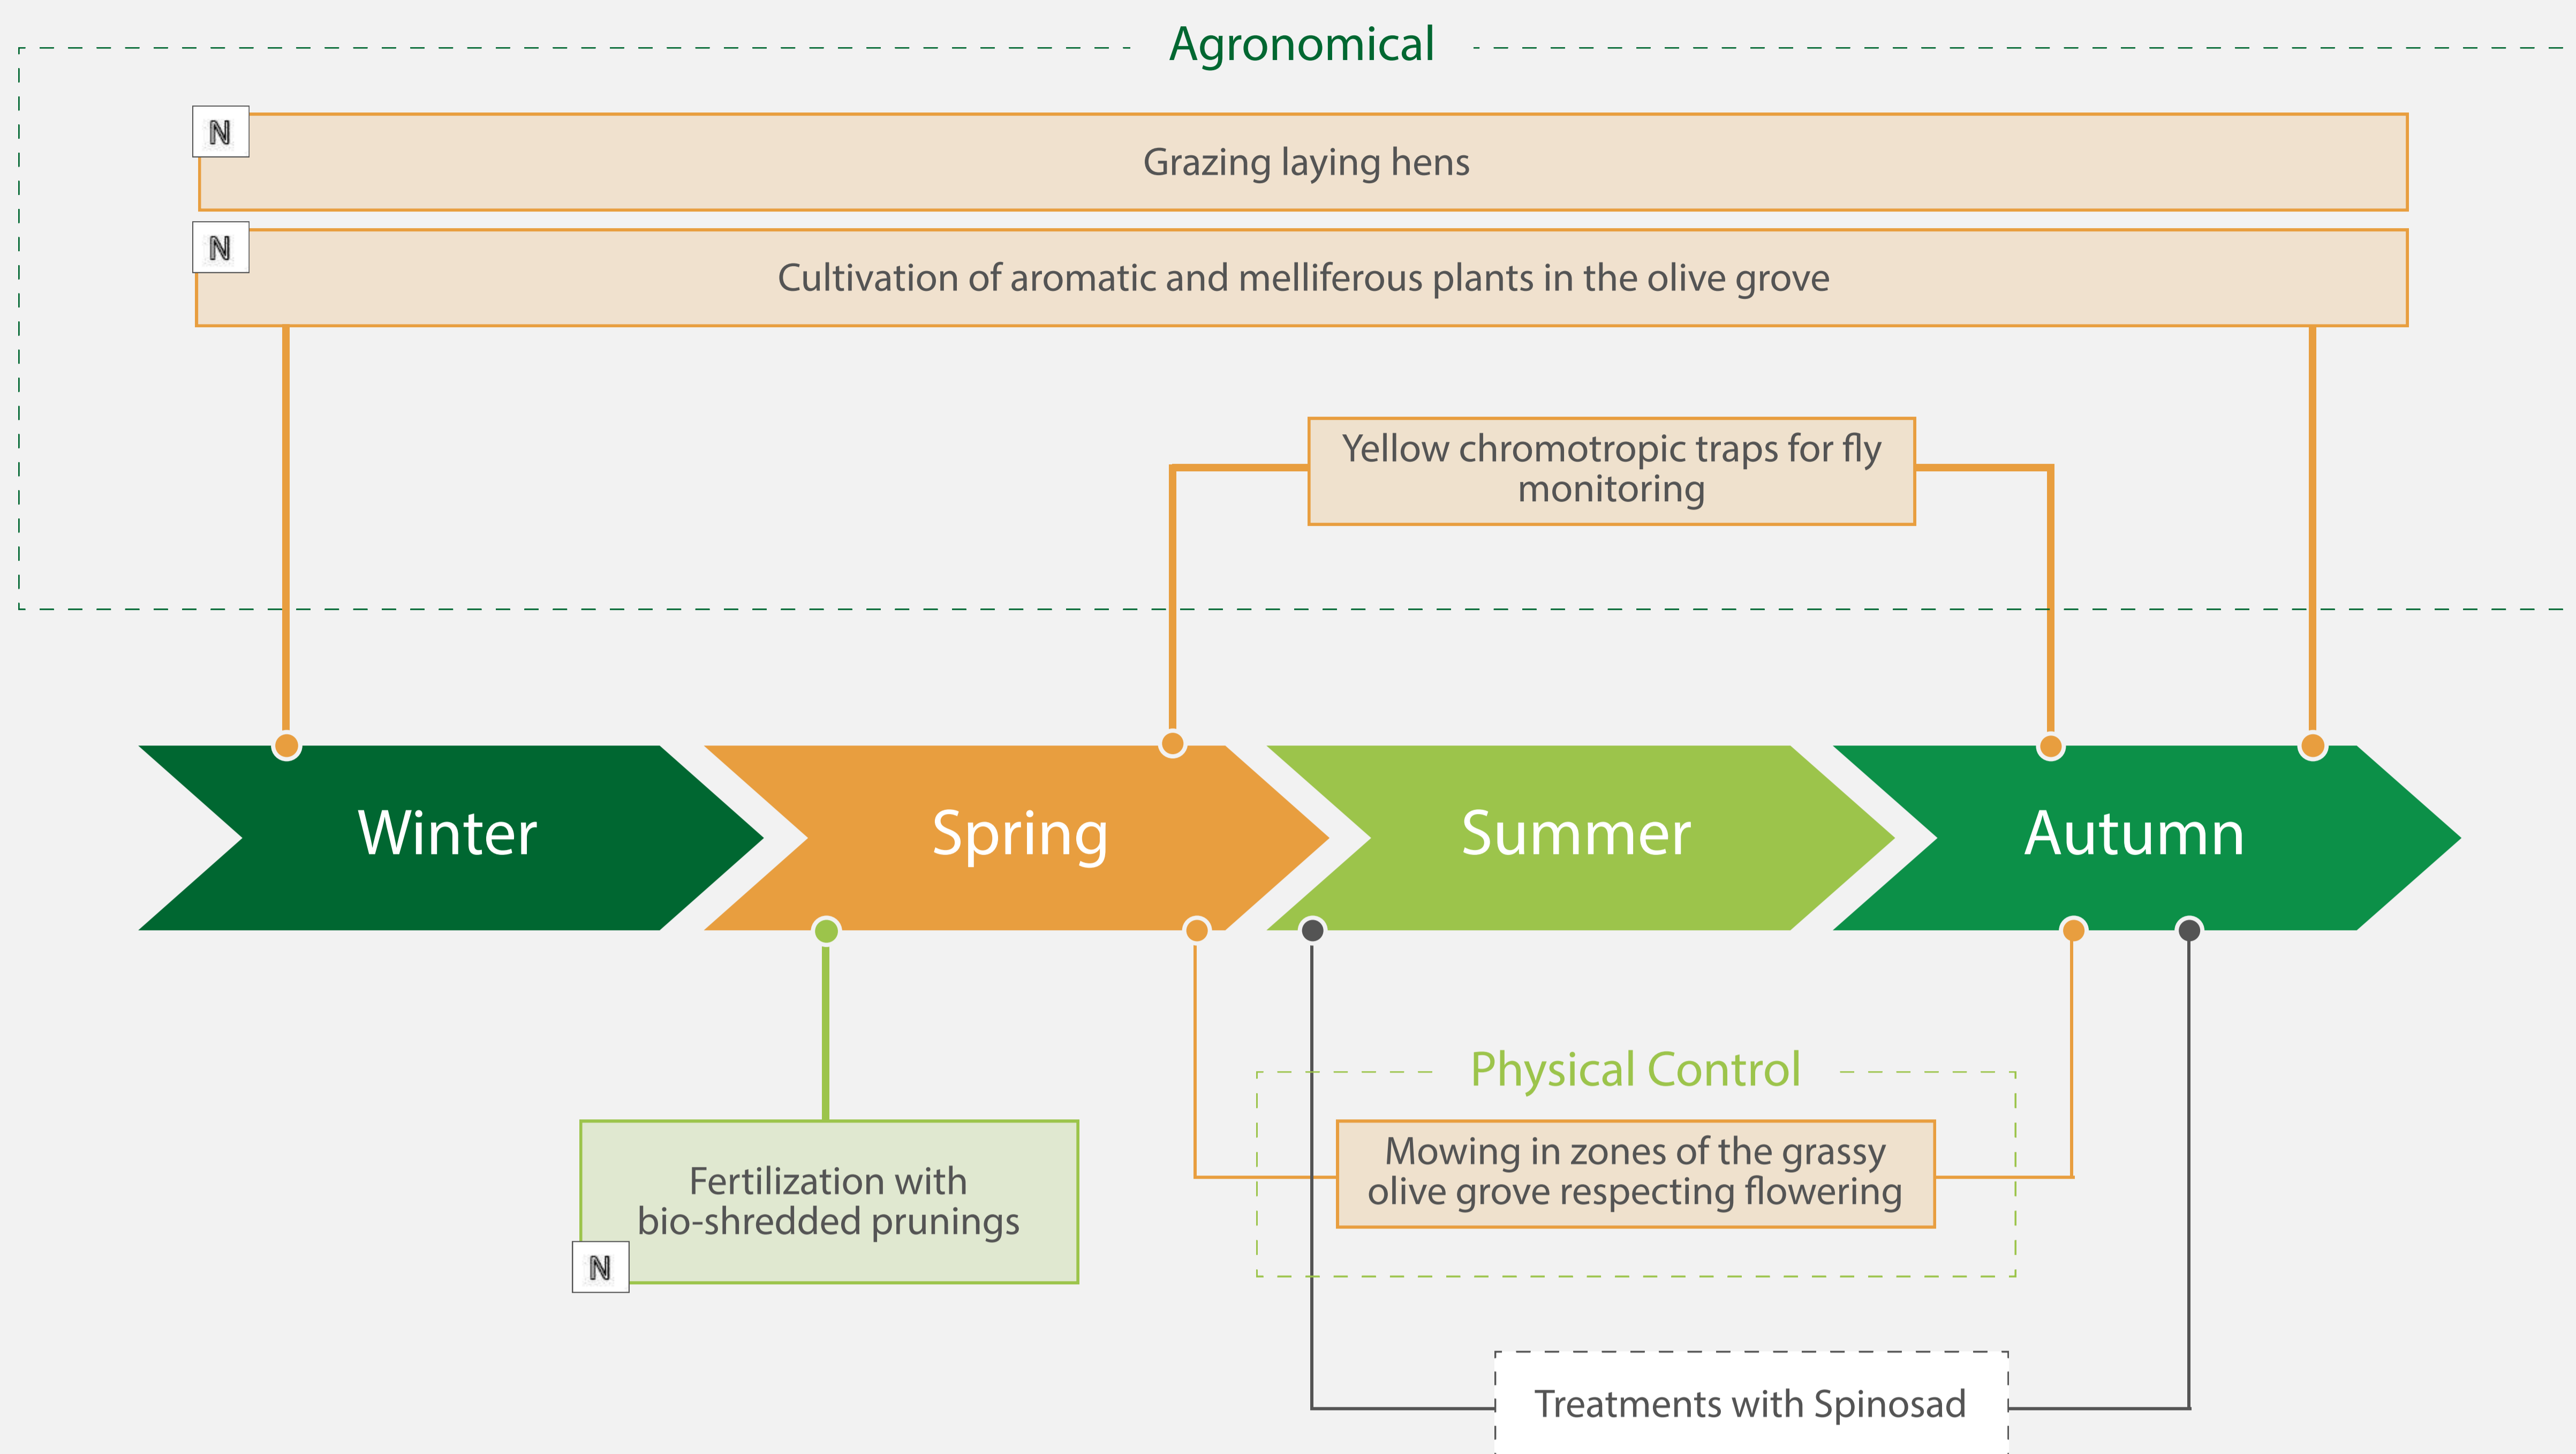 Agronomical
N
Grazing laying hens
N
Cultivation of aromatic and melliferous plants in the olive grove
Yellow chromotropic traps for fly
monitoring
Winter
Spring
Summer
Autumn
Physical Control
Mowing in zones of the grassy
olive grove respecting flowering
Fertilization with
bio-shredded prunings
N
Treatments with Spinosad